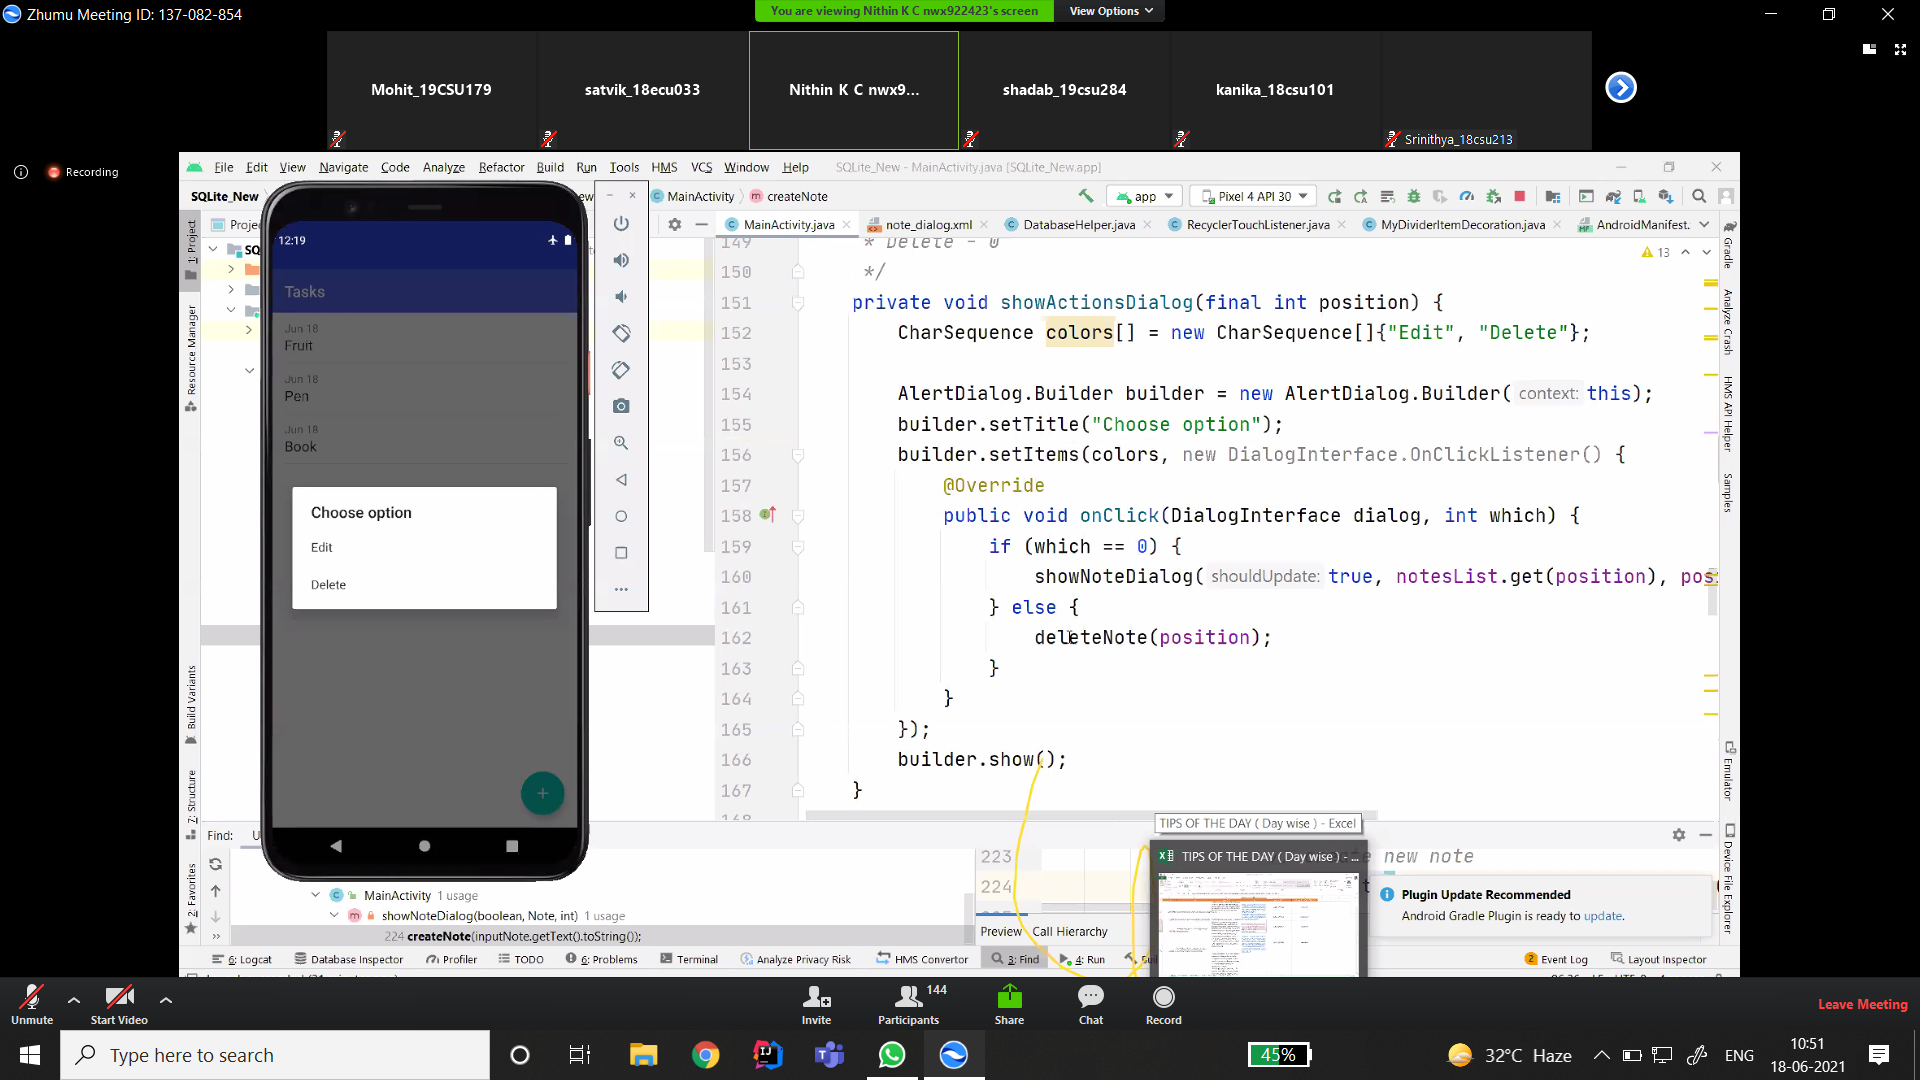 Zhumu Meeting ID: 137-082-854
You are viewing Nithin K C nwx922423's screen
View Options
Mohit_19CSU179
satvik_18ecu033
Nithin K C nwx9...
shadab_19csu284
kanika_18csu101
Srinithya_18csu213
Recording
File Edit View Navigate Code Analyze Refactor Build Run Tools HMS VCS Window Help
SQLite_New - MainActivity.java [SQLite_New.app]
SQLite_New
MainActivity
createNote
app
Pixel 4 API 30
MainActivity.java
note_dialog.xml
DatabaseHelper.java
RecyclerTouchListener.java
MyDividerItemDecoration.java
AndroidManifest.
1: Project
Resource Manager
Build Variants
7: Structure
2: Favorites
12:19
Tasks
Jun 18
Fruit
Jun 18
Pen
Jun 18
Book
Choose option
Edit
Delete
13
149 * Delete - 0
150 */
151 private void showActionsDialog(final int position) {
152 CharSequence colors[] = new CharSequence[]{"Edit", "Delete"};
153
154 AlertDialog.Builder builder = new AlertDialog.Builder( context: this);
155 builder.setTitle("Choose option");
156 builder.setItems(colors, new DialogInterface.OnClickListener() {
157 @Override
158 public void onClick(DialogInterface dialog, int which) {
159 if (which == 0) {
160 showNoteDialog( shouldUpdate: true, notesList.get(position), pos
161 } else {
162 deleteNote(position);
163 }
164 }
165 });
166 builder.show();
167 }
Gradle
Analyze Crash
HMS API Helper
Samples
Emulator
Device File Explorer
Find:
MainActivity 1 usage
showNoteDialog(boolean, Note, int) 1 usage
224 createNote(inputNote.getText().toString());
223
224
new note
Preview
Call Hierarchy
TIPS OF THE DAY ( Day wise ) - Excel
TIPS OF THE DAY ( Day wise ) - ...
Plugin Update Recommended
Android Gradle Plugin is ready to update.
6: Logcat
Database Inspector
Profiler
TODO
6: Problems
Terminal
Analyze Privacy Risk
HMS Convertor
3: Find
4: Run
2 Event Log
Layout Inspector
Unmute
Start Video
Invite
Participants
144
Share
Chat
Record
Leave Meeting
Type here to search
45%
32°C Haze
ENG
10:51
18-06-2021